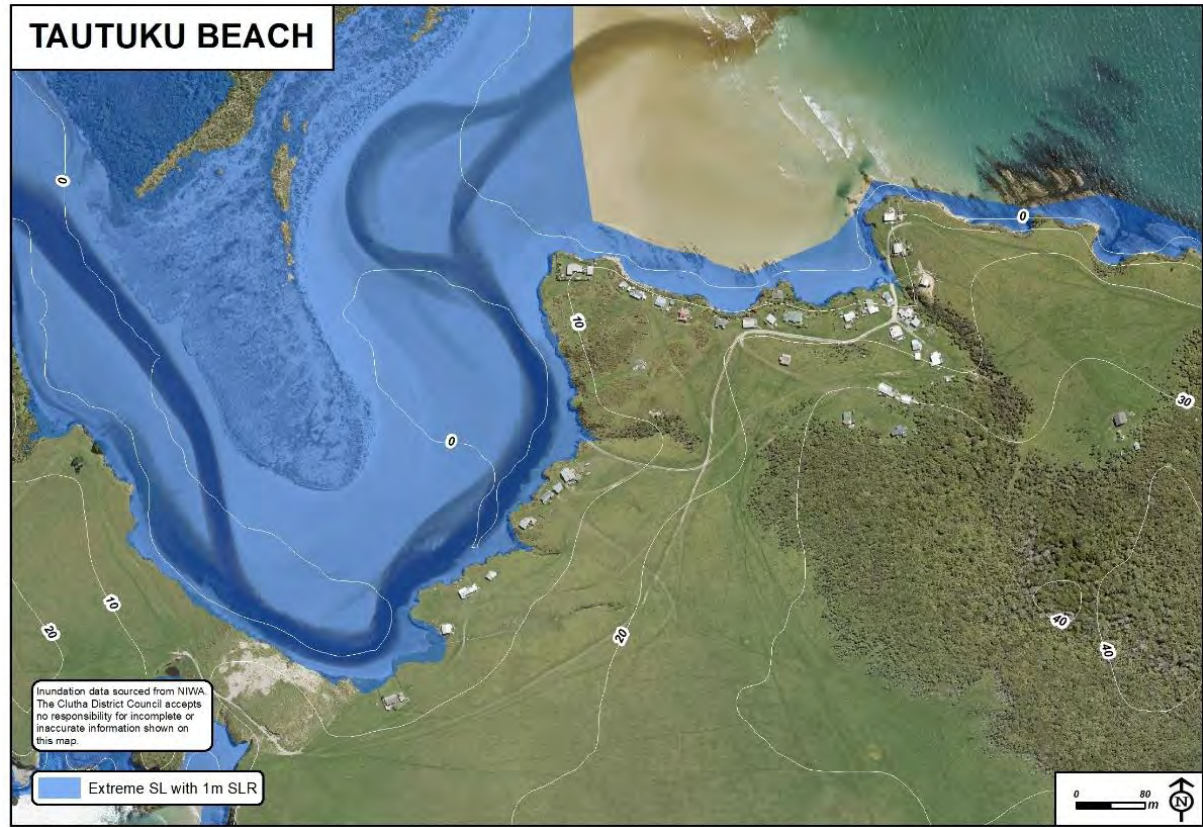 TAUTUKU BEACH
0
0
10
0
30
10
20
20
40
40
Inundation data sourced from NIWA.
The Clutha District Council accepts
no responsibility for incomplete or
inaccurate information shown on
this map.
Extreme SL with 1m SLR
0 80
m
N